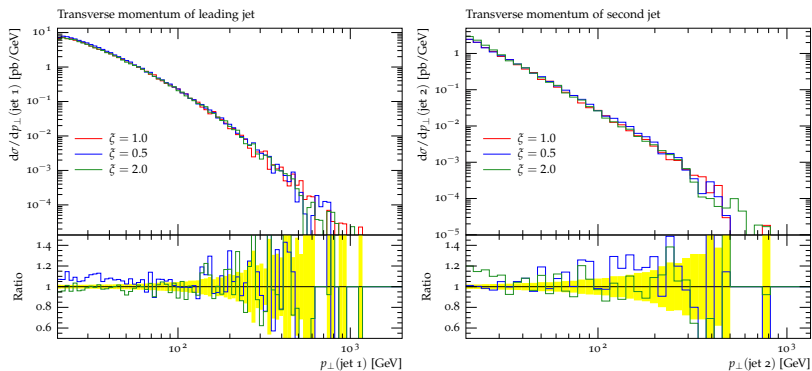 Transverse momentum of leading jet
dσ/dp⊥(jet 1) [pb/GeV]
10^1
1
10^-1
10^-2
10^-3
10^-4
ξ = 1.0
ξ = 0.5
ξ = 2.0
Ratio
1.4
1.2
1.0
0.8
0.6
10^2
10^3
p⊥(jet 1) [GeV]
Transverse momentum of second jet
dσ/dp⊥(jet 2) [pb/GeV]
1
10^-1
10^-2
10^-3
10^-4
10^-5
ξ = 1.0
ξ = 0.5
ξ = 2.0
Ratio
1.4
1.2
1.0
0.8
0.6
10^2
10^3
p⊥(jet 2) [GeV]